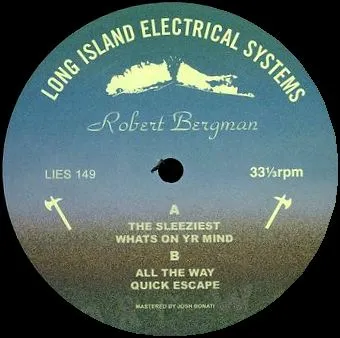 LONG ISLAND ELECTRICAL SYSTEMS
Robert Bergman
LIES 149
33⅓rpm
A
THE SLEEZIEST
WHATS ON YR MIND
B
ALL THE WAY
QUICK ESCAPE
MASTERED BY JOSH BONATI